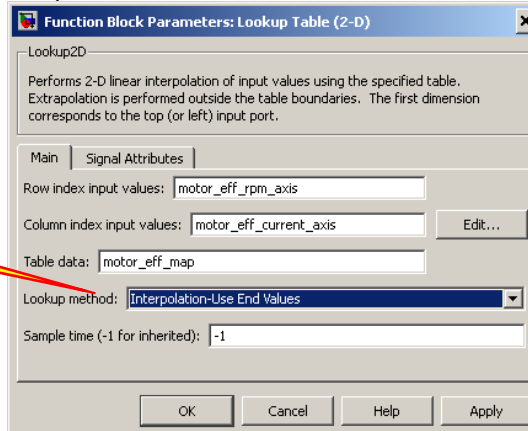 Function Block Parameters: Lookup Table (2-D)
Lookup2D
Performs 2-D linear interpolation of input values using the specified table.
Extrapolation is performed outside the table boundaries. The first dimension
corresponds to the top (or left) input port.
Main Signal Attributes
Row index input values: motor_eff_rpm_axis
Column index input values: motor_eff_current_axis Edit...
Table data: motor_eff_map
Lookup method: Interpolation-Use End Values
Sample time (-1 for inherited): -1
OK Cancel Help Apply